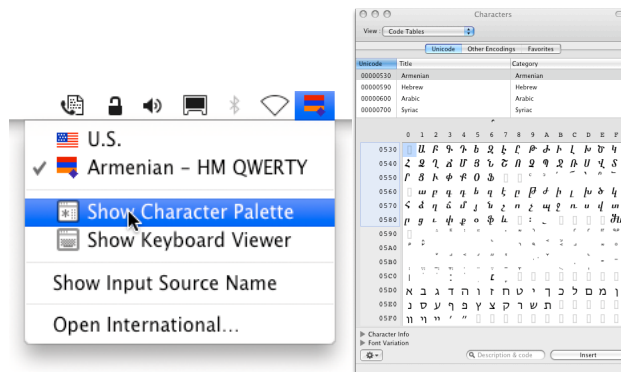 U.S.
Armenian – HM QWERTY
Show Character Palette
Show Keyboard Viewer
Show Input Source Name
Open International...
Characters
View : Code Tables
Unicode Other Encodings Favorites
Unicode Title Category
00000530 Armenian Armenian
00000590 Hebrew Hebrew
00000600 Arabic Arabic
00000700 Syriac Syriac
0 1 2 3 4 5 6 7 8 9 A B C D E F
0530 Ա Բ Գ Դ Ե Զ Է Ը Թ Ժ Ի Լ Խ Ծ Կ
0540 Հ Ձ Ղ Ճ Մ Յ Ն Շ Ո Չ Պ Ջ Ռ Ս Վ Տ
0550 Ր Ց Ւ Փ Ք Օ Ֆ
0560 ա բ գ դ ե զ է ը թ ժ ի լ խ ծ կ
0570 հ ձ ղ ճ մ յ ն շ ո չ պ ջ ռ ս վ տ
0580 ր ց ւ փ ք օ ֆ և
0590
05A0
05B0
05C0
05D0 א ב ג ד ה ו ז ח ט י ך כ ל ם מ ן
05E0 נ ס ע ף פ ץ צ ק ר ש ת
05F0 װ ױ ײ ׳ ״
Character Info
Font Variation
Description & code Insert